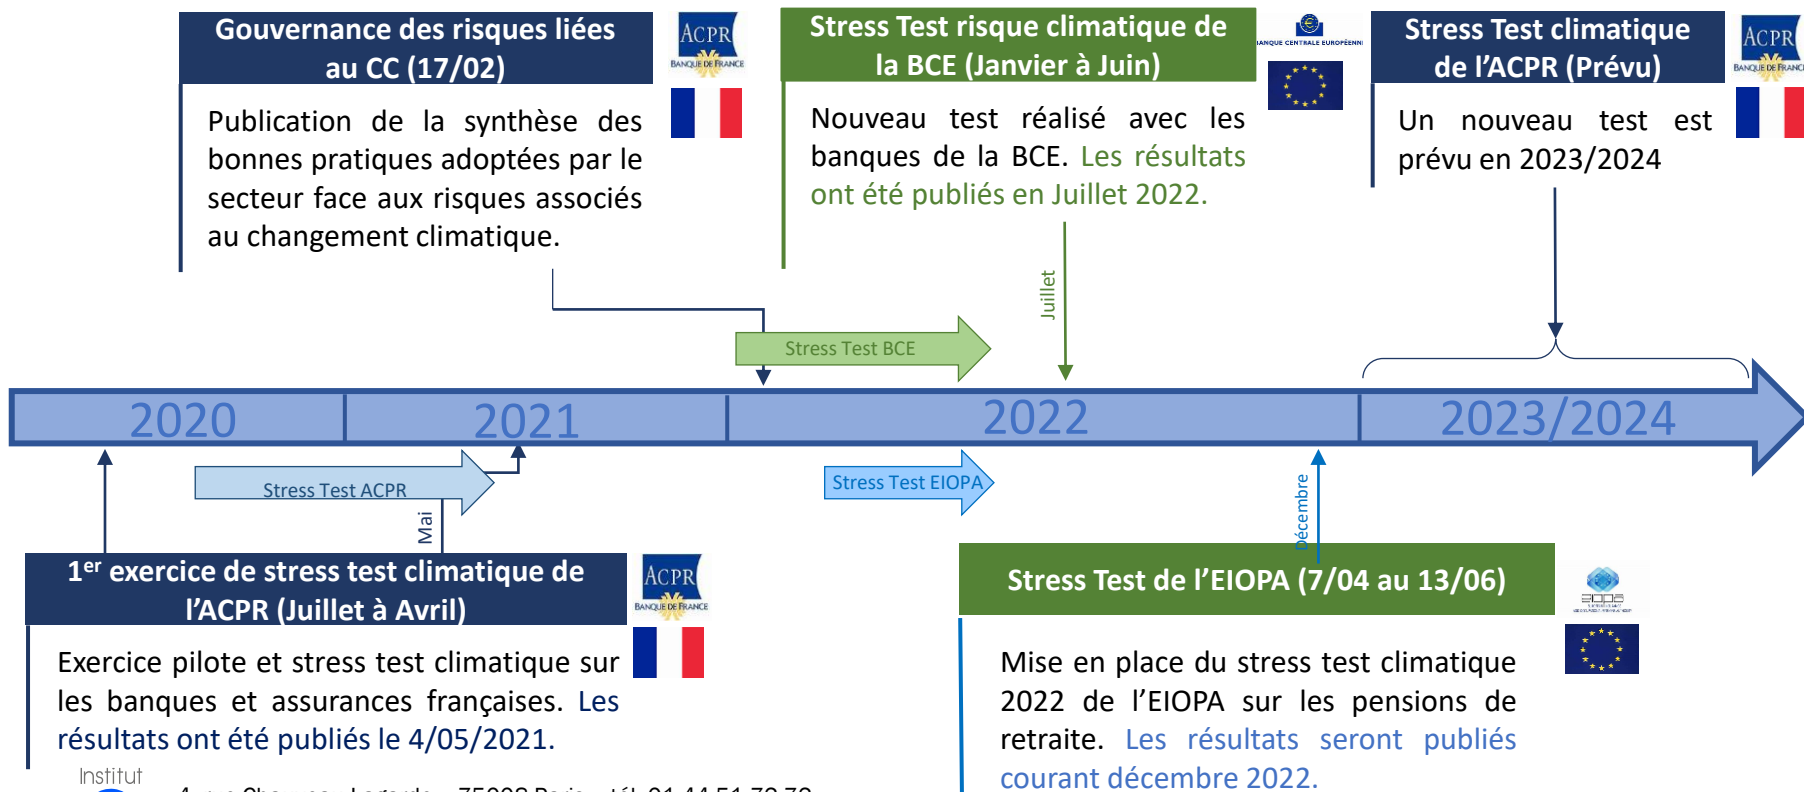 Gouvernance des risques liées
au CC (17/02)
ACPR
BANQUE DE FRANCE
Publication de la synthèse des
bonnes pratiques adoptées par le
secteur face aux risques associés
au changement climatique.
Stress Test risque climatique de
la BCE (Janvier à Juin)
BANQUE CENTRALE EUROPÉENN
Nouveau test réalisé avec les
banques de la BCE. Les résultats
ont été publiés en Juillet 2022.
Stress Test climatique
de l’ACPR (Prévu)
ACPR
BANQUE DE FRANCE
Un nouveau test est
prévu en 2023/2024
Juillet
Stress Test BCE
2020
2021
2022
2023/2024
Stress Test ACPR
Mai
Stress Test EIOPA
Décembre
1er exercice de stress test climatique de
l’ACPR (Juillet à Avril)
ACPR
BANQUE DE FRANCE
Exercice pilote et stress test climatique sur
les banques et assurances françaises. Les
résultats ont été publiés le 4/05/2021.
Stress Test de l’EIOPA (7/04 au 13/06)
Mise en place du stress test climatique
2022 de l’EIOPA sur les pensions de
retraite. Les résultats seront publiés
courant décembre 2022.
Institut